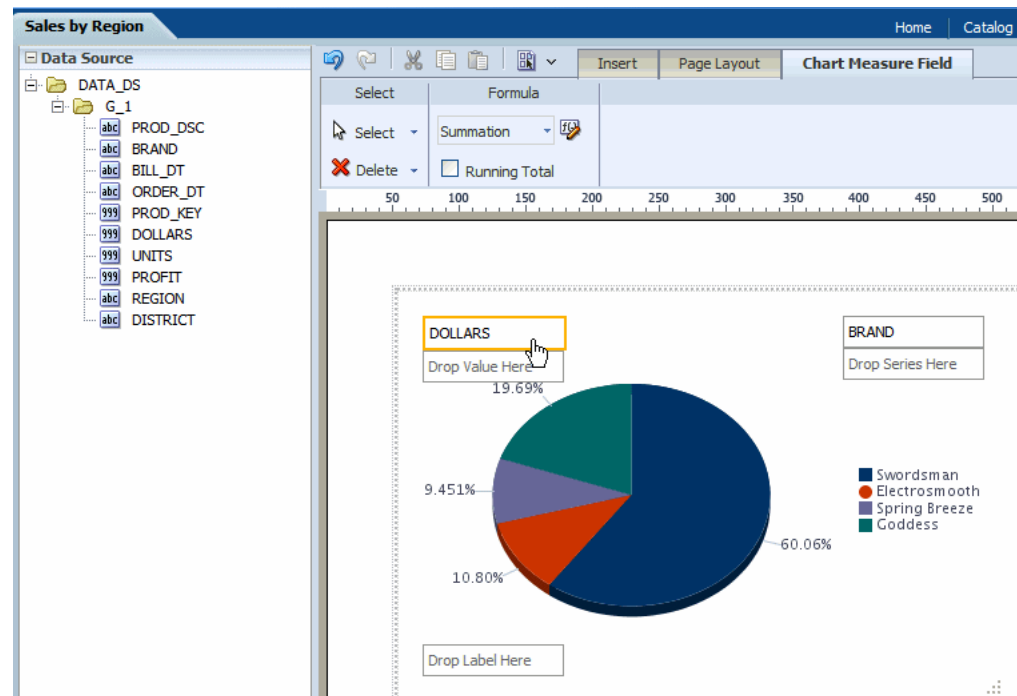 Sales by Region
Home
Catalog
Data Source
Insert
Page Layout
Chart Measure Field
DATA_DS
G_1
abc PROD_DSC
abc BRAND
abc BILL_DT
abc ORDER_DT
999 PROD_KEY
999 DOLLARS
999 UNITS
999 PROFIT
abc REGION
abc DISTRICT
Select
Formula
Select
Summation
f()
Delete
Running Total
50 100 150 200 250 300 350 400 450 500
DOLLARS
Drop Value Here
BRAND
Drop Series Here
19.69%
9.451%
10.80%
60.06%
Swordsman
Electrosmooth
Spring Breeze
Goddess
Drop Label Here